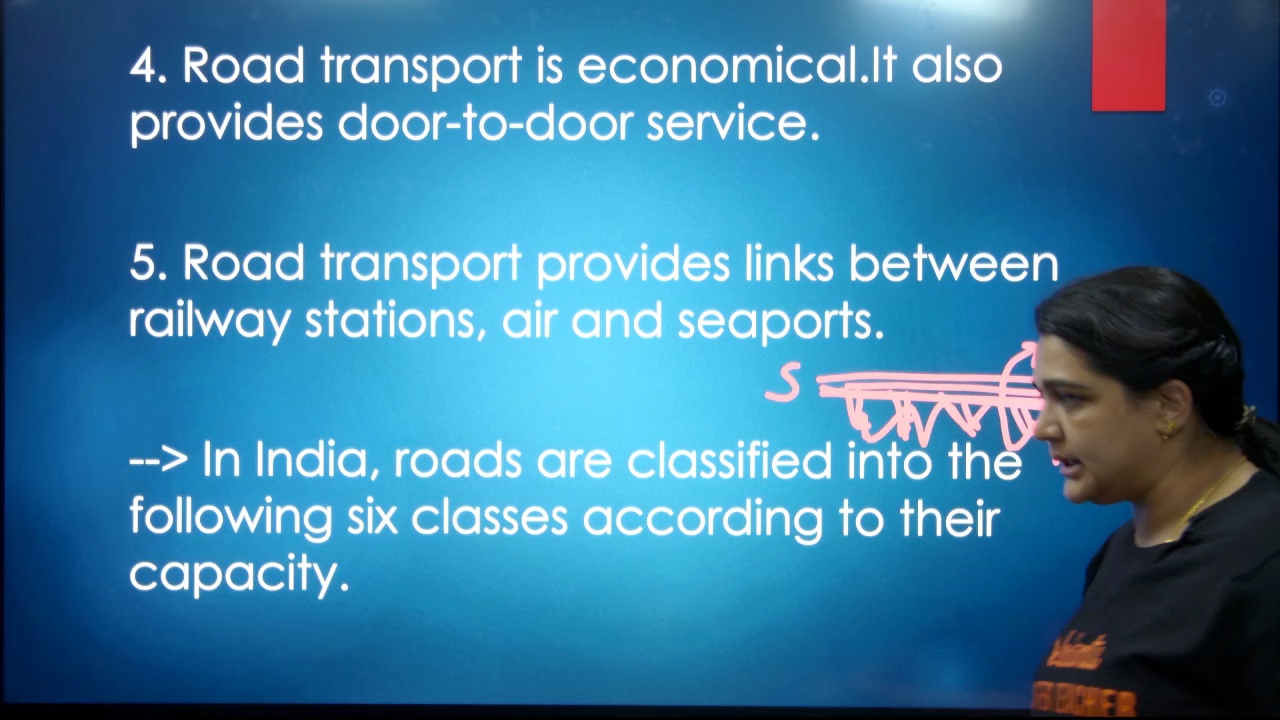 4. Road transport is economical.It also
provides door-to-door service.
5. Road transport provides links between
railway stations, air and seaports.
S
--> In India, roads are classified into the
following six classes according to their
capacity.